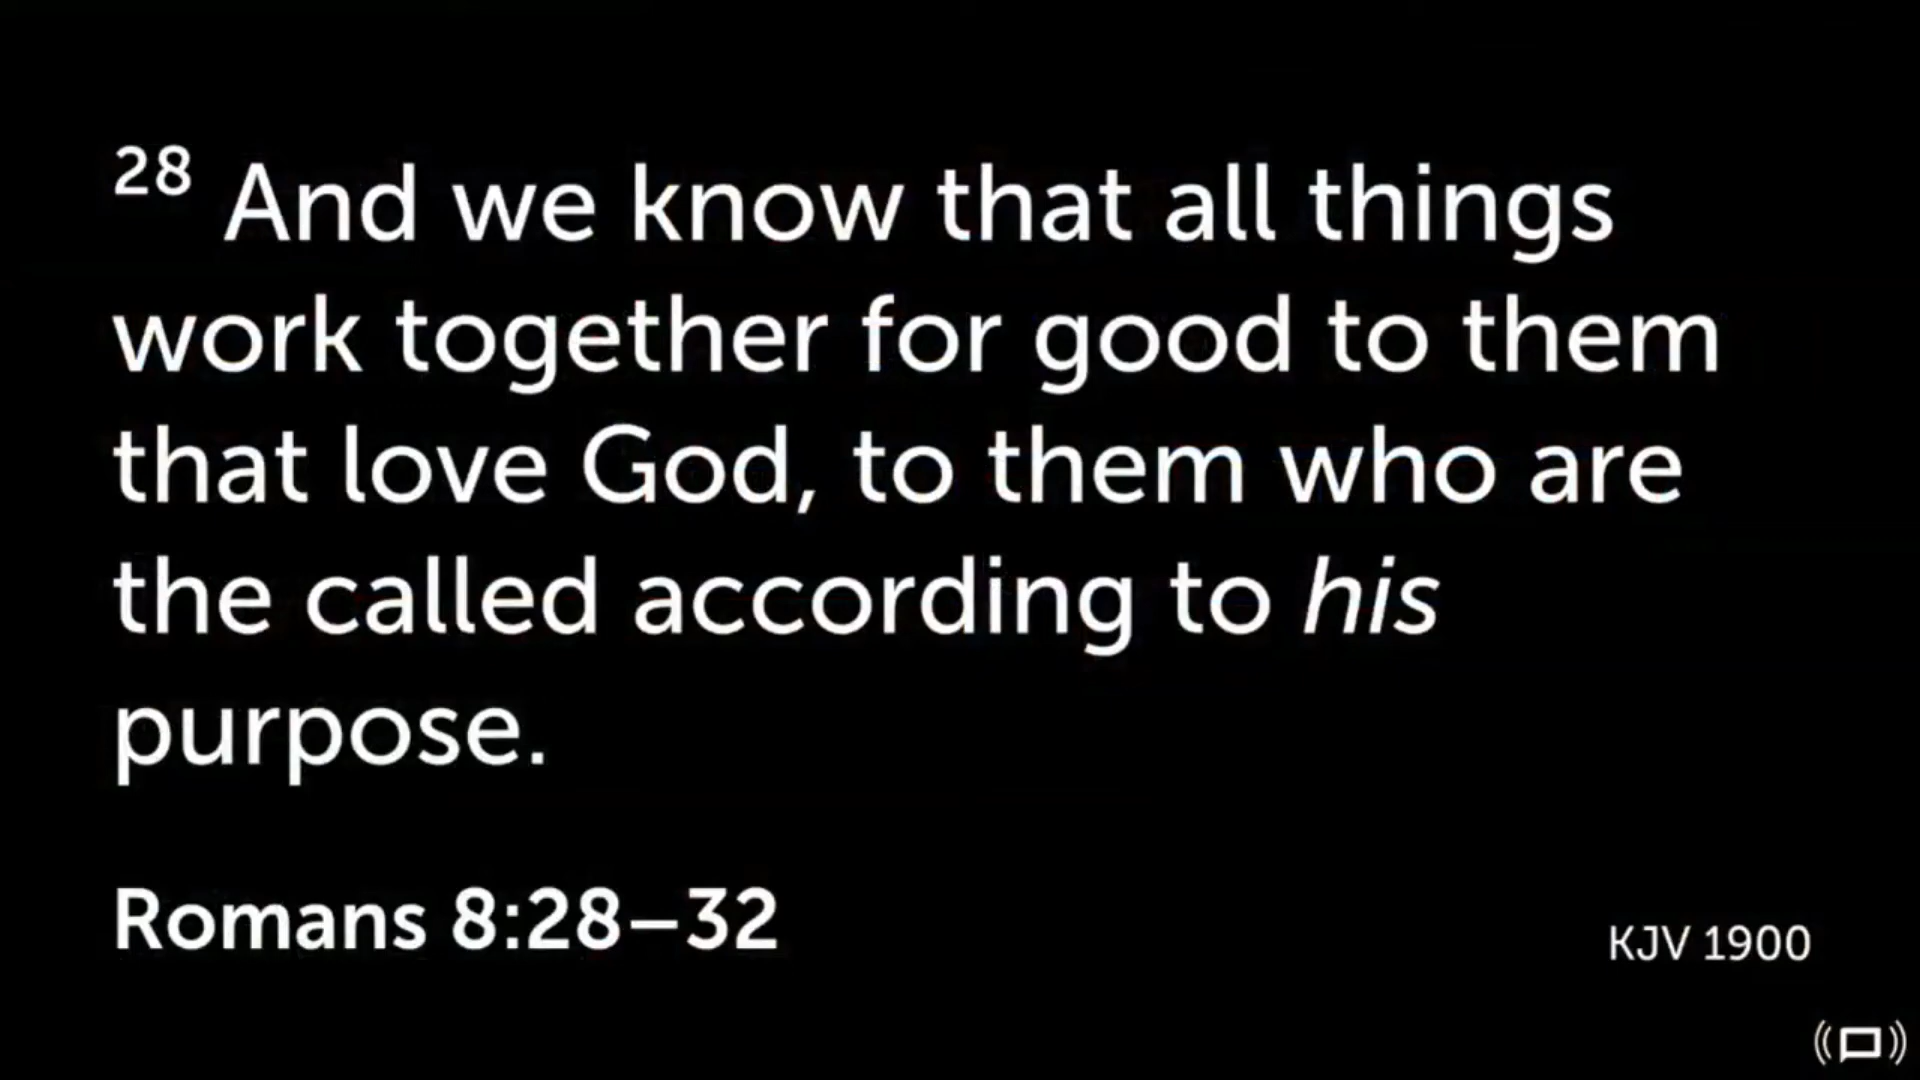 28 And we know that all things
work together for good to them
that love God, to them who are
the called according to his
purpose.
Romans 8:28–32
KJV 1900